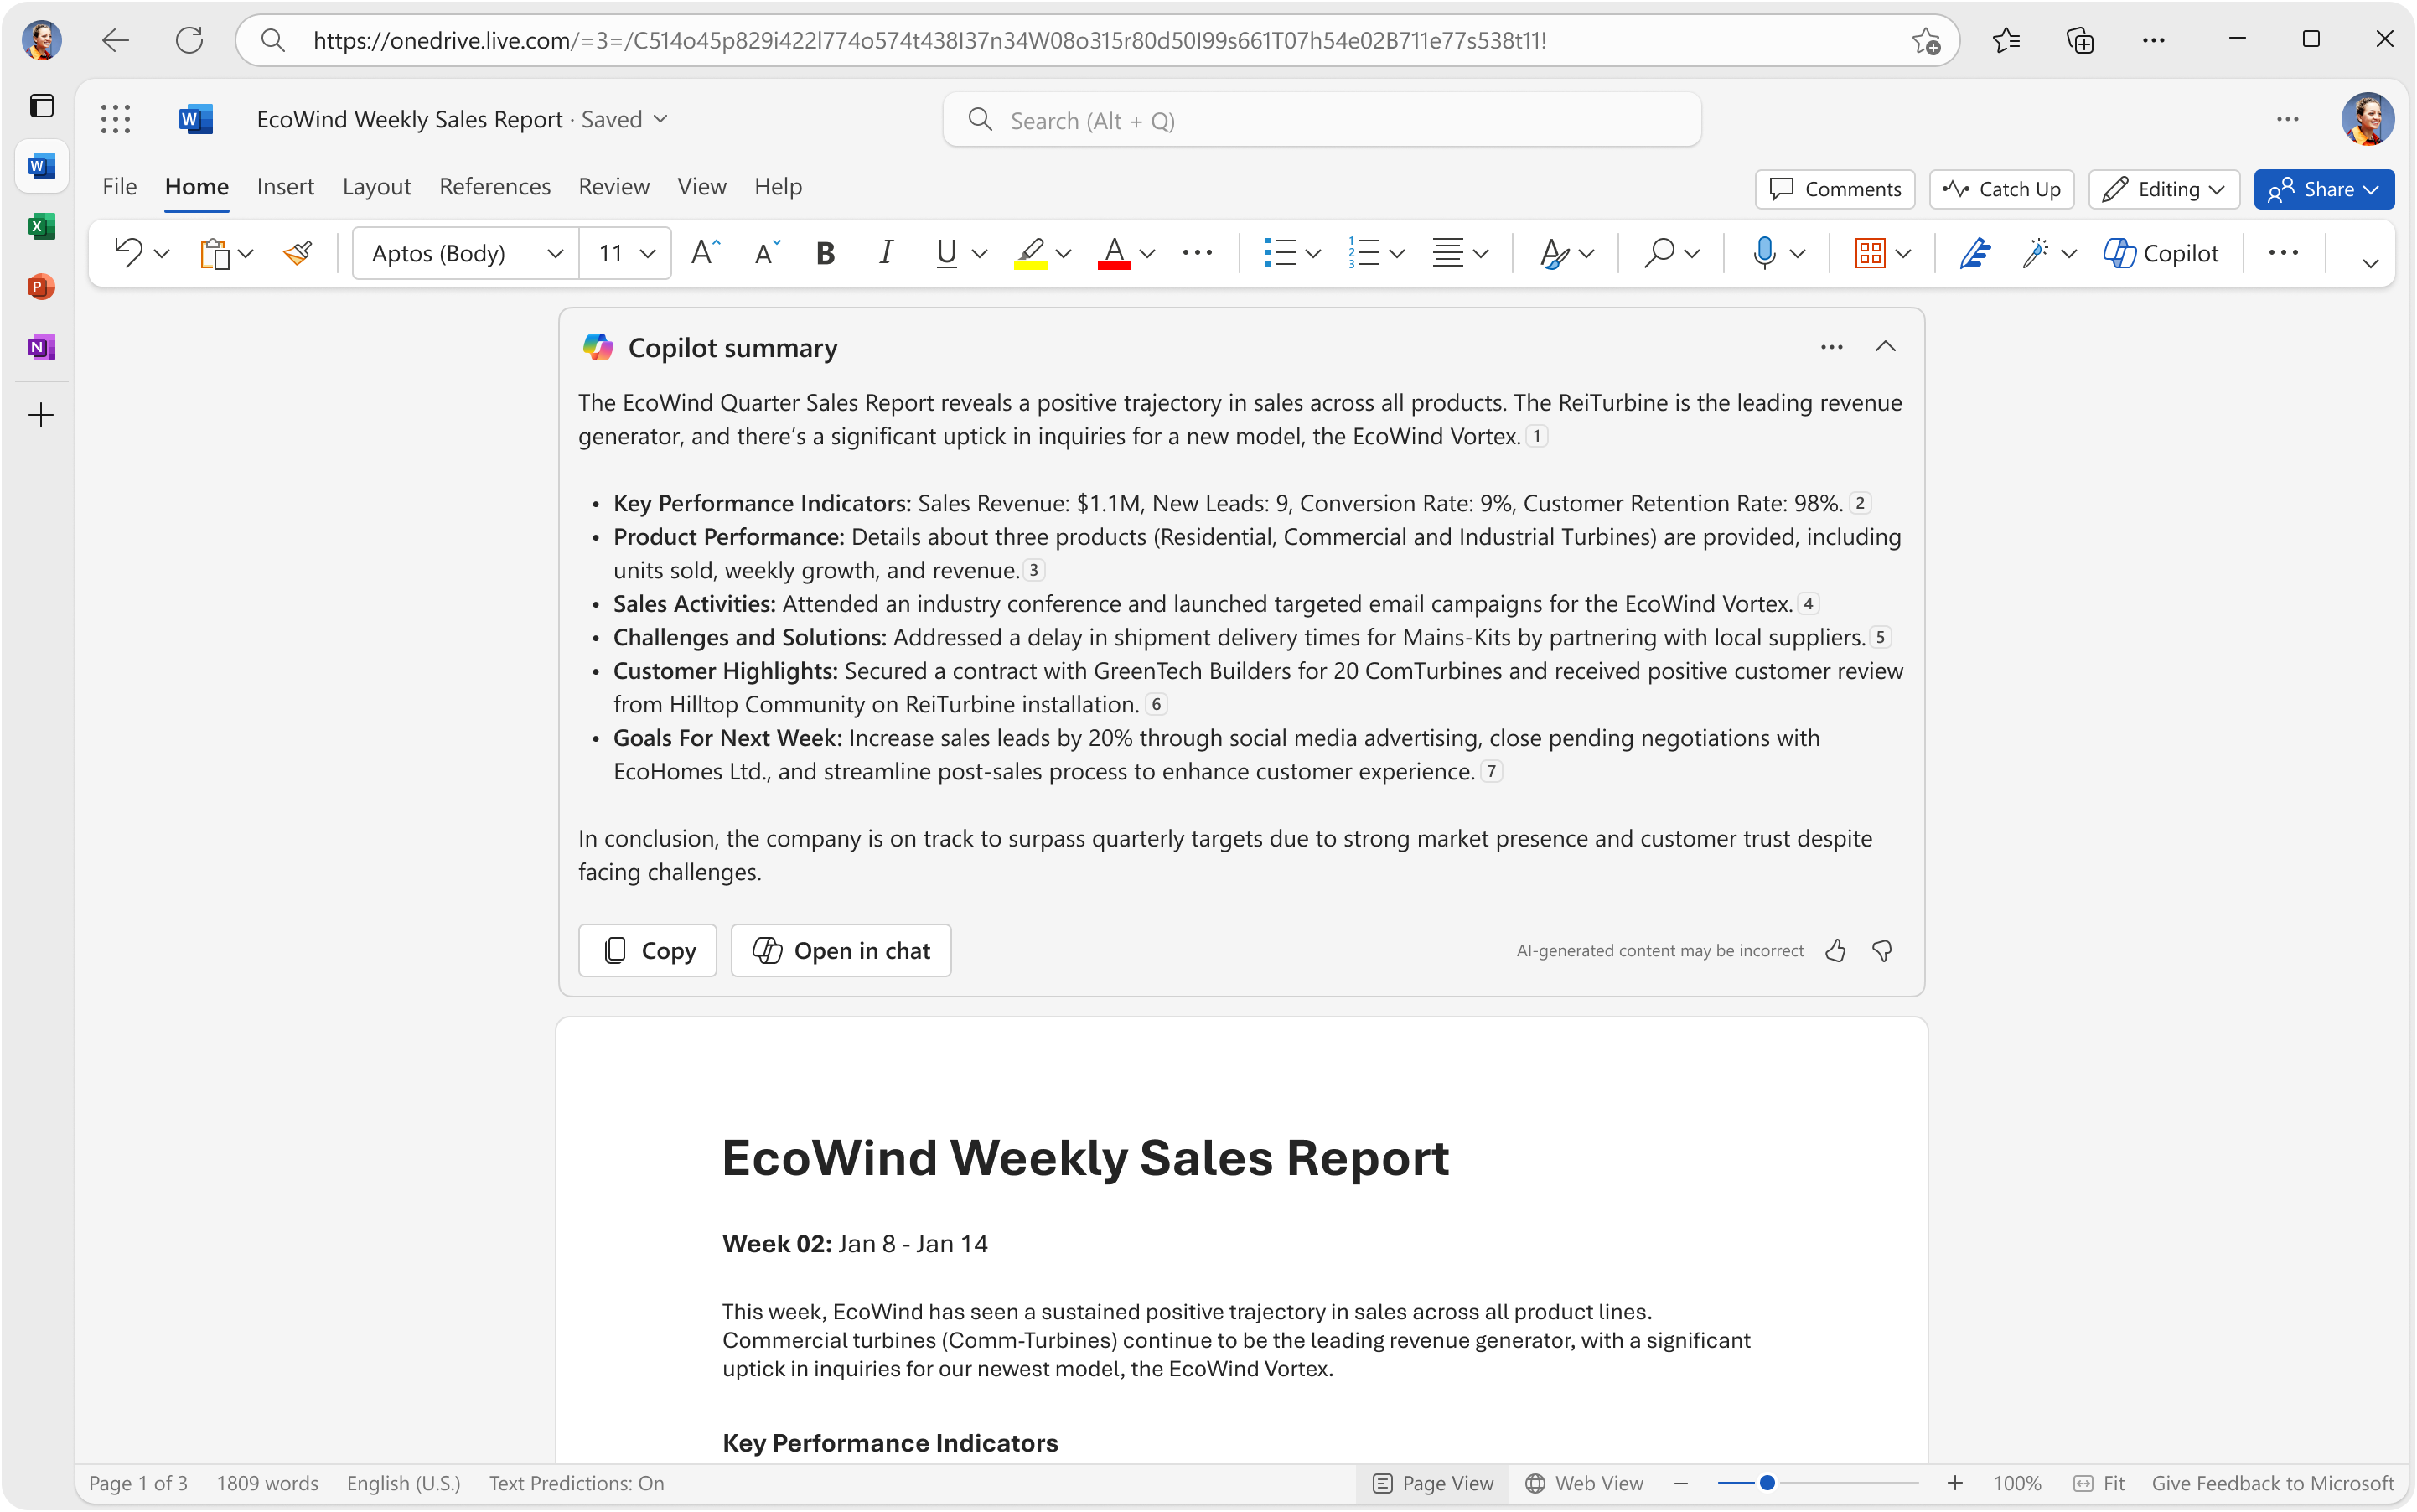 https://onedrive.live.com/=3=/C514o45p829i422l774o574t438l37n34W08o315r80d50l99s661T07h54e02B711e77s538t11!
W EcoWind Weekly Sales Report · Saved
Search (Alt + Q)
W
X
P
N
File Home Insert Layout References Review View Help
Comments Catch Up Editing Share
Aptos (Body) 11 A A B I U A 1 2 3 A Copilot
Copilot summary
The EcoWind Quarter Sales Report reveals a positive trajectory in sales across all products. The ReiTurbine is the leading revenue
generator, and there’s a significant uptick in inquiries for a new model, the EcoWind Vortex. 1
• Key Performance Indicators: Sales Revenue: $1.1M, New Leads: 9, Conversion Rate: 9%, Customer Retention Rate: 98%. 2
• Product Performance: Details about three products (Residential, Commercial and Industrial Turbines) are provided, including
units sold, weekly growth, and revenue. 3
• Sales Activities: Attended an industry conference and launched targeted email campaigns for the EcoWind Vortex. 4
• Challenges and Solutions: Addressed a delay in shipment delivery times for Mains-Kits by partnering with local suppliers. 5
• Customer Highlights: Secured a contract with GreenTech Builders for 20 ComTurbines and received positive customer review
from Hilltop Community on ReiTurbine installation. 6
• Goals For Next Week: Increase sales leads by 20% through social media advertising, close pending negotiations with
EcoHomes Ltd., and streamline post-sales process to enhance customer experience. 7
In conclusion, the company is on track to surpass quarterly targets due to strong market presence and customer trust despite
facing challenges.
Copy Open in chat
AI-generated content may be incorrect
EcoWind Weekly Sales Report
Week 02: Jan 8 - Jan 14
This week, EcoWind has seen a sustained positive trajectory in sales across all product lines.
Commercial turbines (Comm-Turbines) continue to be the leading revenue generator, with a significant
uptick in inquiries for our newest model, the EcoWind Vortex.
Key Performance Indicators
Page 1 of 3 1809 words English (U.S.) Text Predictions: On
Page View Web View 100% Fit Give Feedback to Microsoft